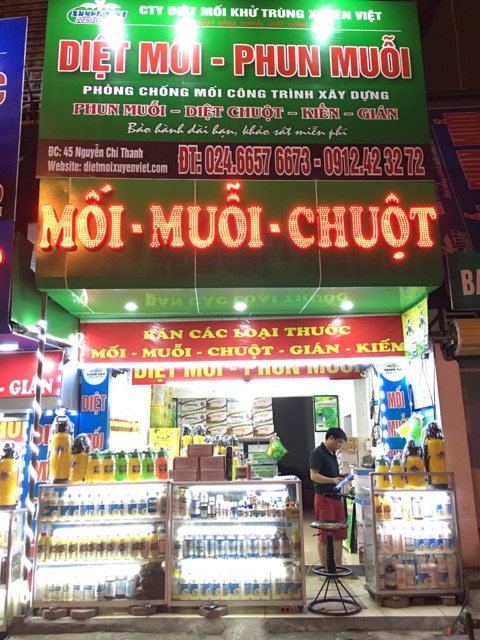 CTY DIỆT MỐI KHỬ TRÙNG XUYÊN VIỆT
DIỆT MỐI - PHUN MUỖI
PHÒNG CHỐNG MỐI CÔNG TRÌNH XÂY DỰNG
PHUN MUỖI - DIỆT CHUỘT - KIẾN - GIÁN
Bảo hành dài hạn, khảo sát miễn phí
ĐC: 45 Nguyễn Chí Thanh
Website: dietmoixuyenviet.com
ĐT: 024.6657 6673 - 0912.42 32 72
MỐI - MUỖI - CHUỘT
BÁN CÁC LOẠI THUỐC
MỐI - MUỖI - CHUỘT - GIÁN - KIẾN
DIỆT MỐI - PHUN MUỖI
- GIÁN
DIỆT
MỐI
MỐI